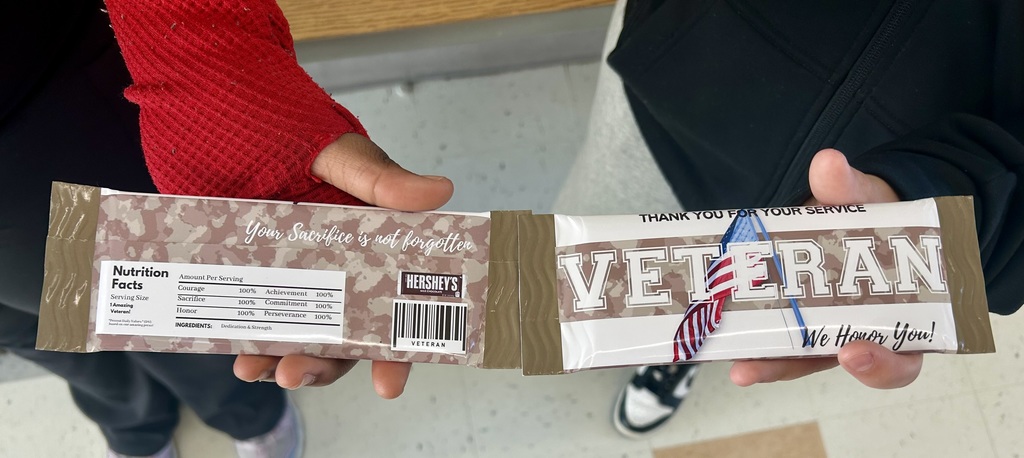 Your Sacrifice is not forgotten
Nutrition
Facts
Serving Size
1 Amazing
Veteran!
Amount Per Serving
Courage 100% Achievement 100%
Sacrifice 100% Commitment 100%
Honor 100% Perseverance 100%
INGREDIENTS: Dedication & Strength
HERSHEY'S
VETERAN
THANK YOU FOR YOUR SERVICE
VETERAN
We Honor You!